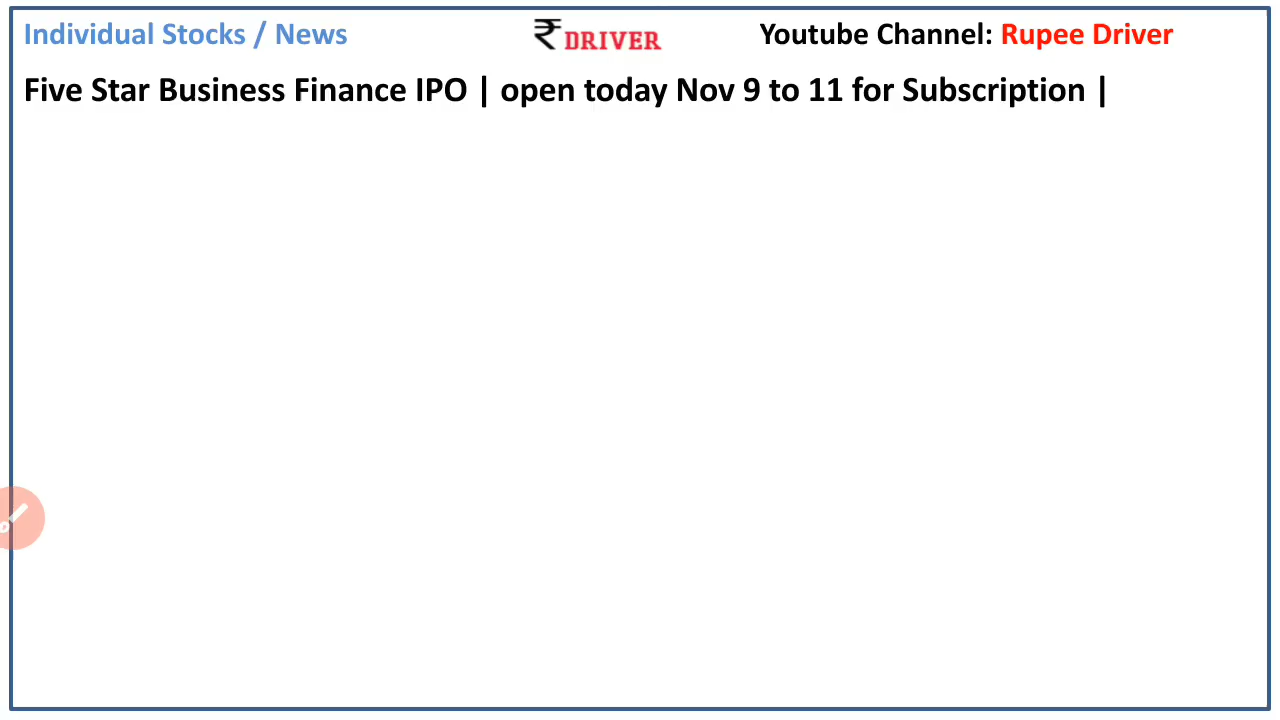 Individual Stocks / News
₹ DRIVER
Youtube Channel: Rupee Driver
Five Star Business Finance IPO | open today Nov 9 to 11 for Subscription |